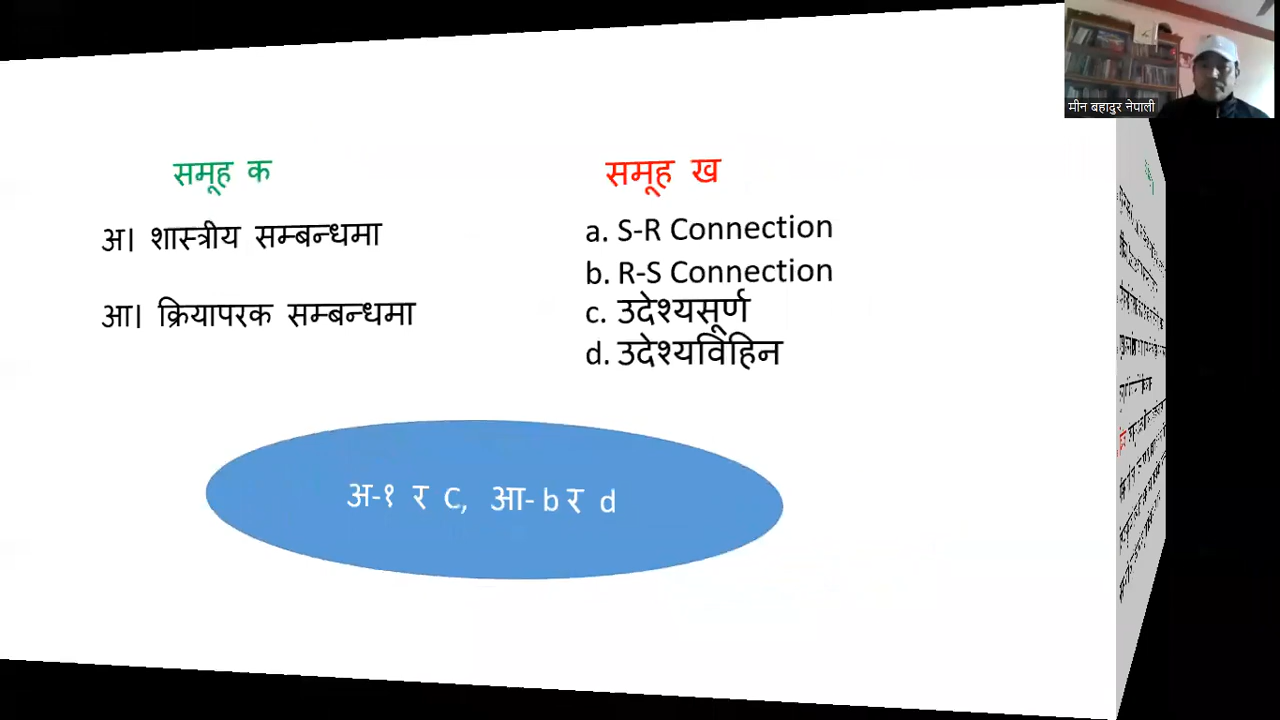 मीन बहादुर नेपाली
समूह क
समूह ख
अ। शास्त्रीय सम्बन्धमा
a. S-R Connection
b. R-S Connection
आ। क्रियापरक सम्बन्धमा
c. उदेश्यसूर्ण
d. उदेश्यविहिन
अ-१ र C, आ- b र d